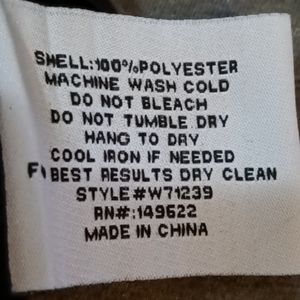 SHELL:100%POLYESTER
MACHINE WASH COLD
DO NOT BLEACH
DO NOT TUMBLE DRY
HANG TO DRY
COOL IRON IF NEEDED
BEST RESULTS DRY CLEAN
STYLE#W71239
RN#:149622
MADE IN CHINA